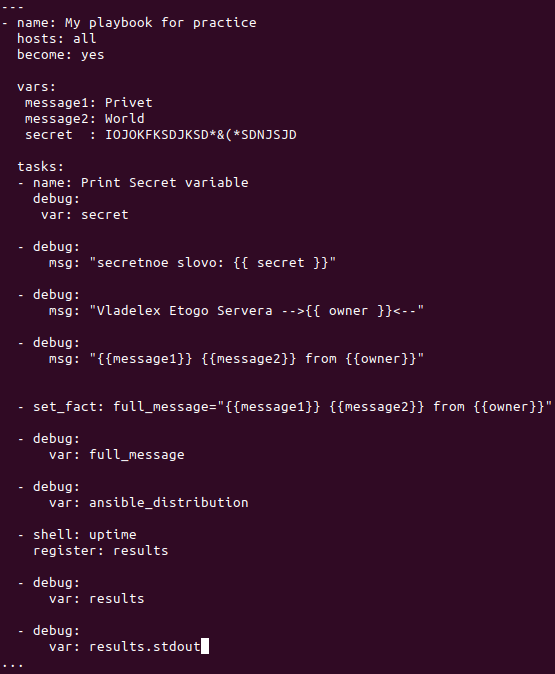 ---
- name: My playbook for practice
  hosts: all
  become: yes

  vars:
   message1: Privet
   message2: World
   secret  : IOJOKFKSDJKSD*&(*SDNJSJD

  tasks:
  - name: Print Secret variable
    debug:
     var: secret

  - debug:
      msg: "secretnoe slovo: {{ secret }}"

  - debug:
      msg: "Vladelex Etogo Servera -->{{ owner }}<--"

  - debug:
      msg: "{{message1}} {{message2}} from {{owner}}"


  - set_fact: full_message="{{message1}} {{message2}} from {{owner}}"

  - debug:
      var: full_message

  - debug:
      var: ansible_distribution

  - shell: uptime
    register: results

  - debug:
      var: results

  - debug:
      var: results.stdout
...